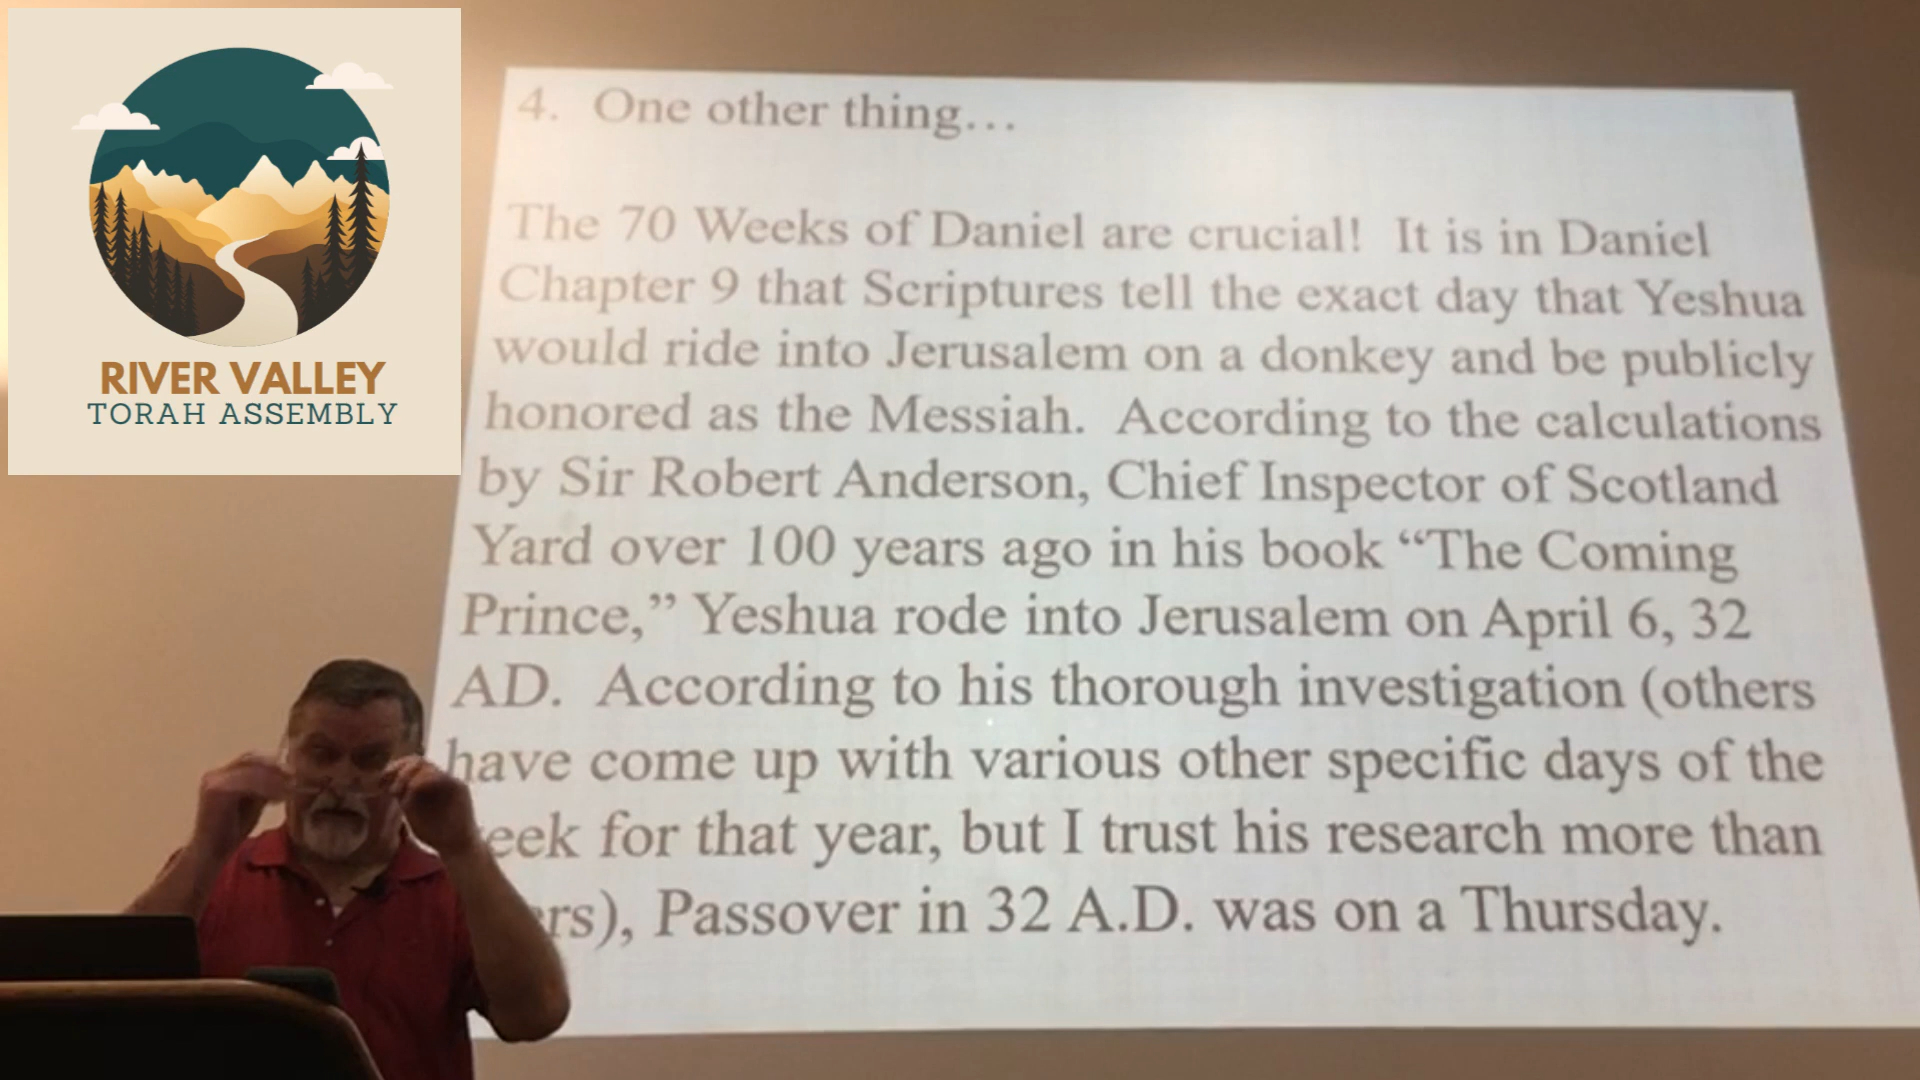 RIVER VALLEY
TORAH ASSEMBLY
4. One other thing…
The 70 Weeks of Daniel are crucial! It is in Daniel
Chapter 9 that Scriptures tell the exact day that Yeshua
would ride into Jerusalem on a donkey and be publicly
honored as the Messiah. According to the calculations
by Sir Robert Anderson, Chief Inspector of Scotland
Yard over 100 years ago in his book “The Coming
Prince,” Yeshua rode into Jerusalem on April 6, 32
AD. According to his thorough investigation (others
have come up with various other specific days of the
eek for that year, but I trust his research more than
rs), Passover in 32 A.D. was on a Thursday.